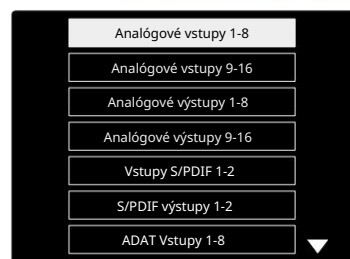 Analógové vstupy 1-8
Analógové vstupy 9-16
Analógové výstupy 1-8
Analógové výstupy 9-16
Vstupy S/PDIF 1-2
S/PDIF výstupy 1-2
ADAT Vstupy 1-8